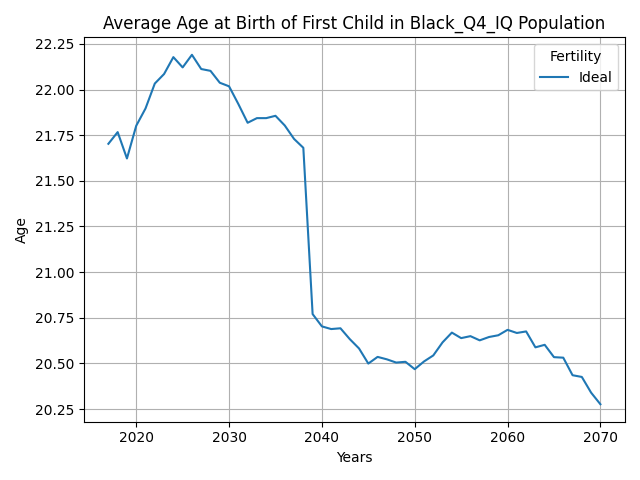 Average Age at Birth of First Child in Black_Q4_IQ Population
Fertility
Ideal
22.25
22.00
21.75
21.50
21.25
21.00
20.75
20.50
20.25
Age
2020 2030 2040 2050 2060 2070
Years